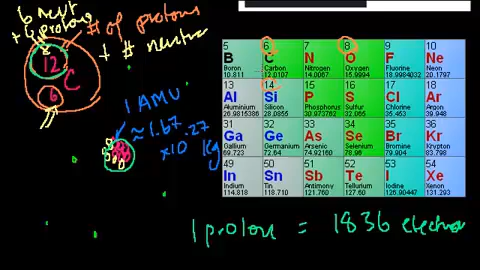 6 neut
+ 6 protons
# of protons
+ # neutro
12
C
6
1 AMU
≈ 1.67
×10 -27
kg
5 6 7 8 9 10
B C N O F Ne
Boron Carbon Nitrogen Oxygen Fluorine Neon
10.811 12.0107 14.0067 15.9994 18.9984032 20.1797
13 14 15 16 17 18
Al Si P S Cl Ar
Aluminium Silicon Phosphorus Sulfur Chlorine Argon
26.9815386 28.0855 30.973762 32.065 35.453 39.948
31 32 33 34 35 36
Ga Ge As Se Br Kr
Gallium Germanium Arsenic Selenium Bromine Krypton
69.723 72.64 74.92160 78.96 79.904 83.798
49 50 51 52 53 54
In Sn Sb Te I Xe
Indium Tin Antimony Tellurium Iodine Xenon
114.818 118.710 121.760 127.60 126.90447 131.293
1 proton = 1836 electron